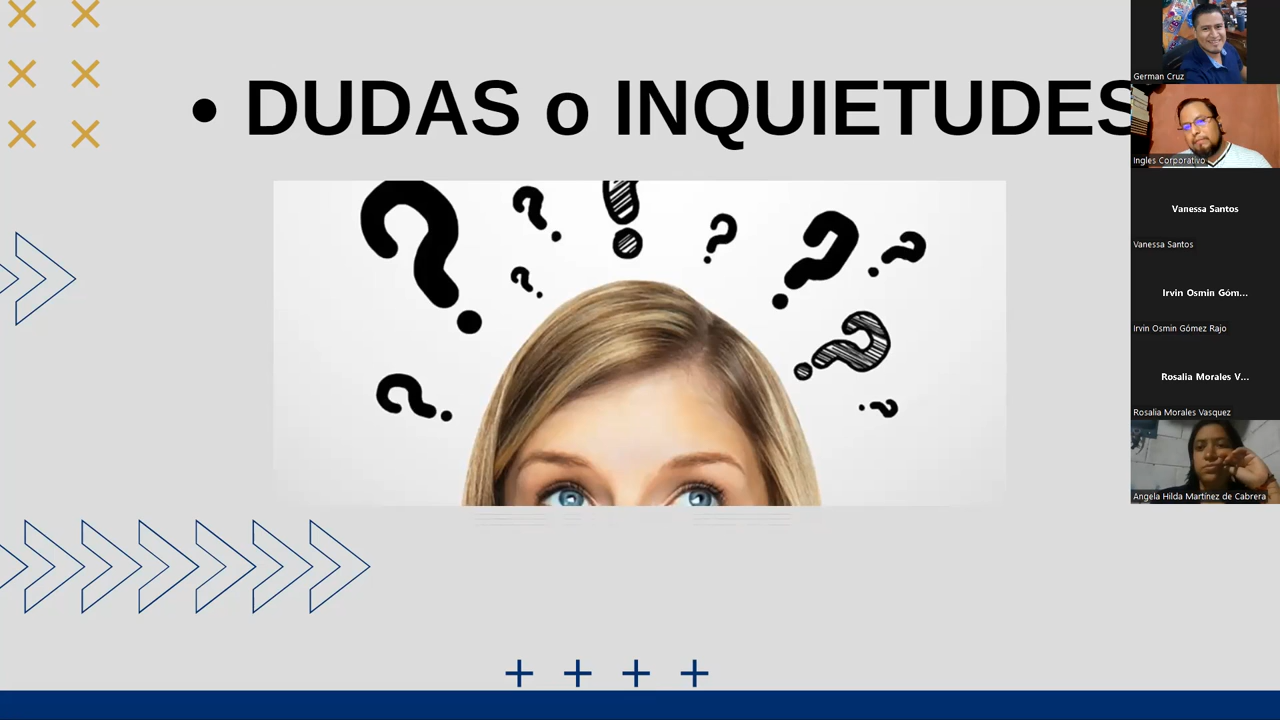 • DUDAS o INQUIETUDES
German Cruz
Ingles Corporativo
Vanessa Santos
Vanessa Santos
Irvin Osmin Góm...
Irvin Osmin Gómez Rajo
Rosalia Morales V...
Rosalia Morales Vasquez
Angela Hilda Martínez de Cabrera